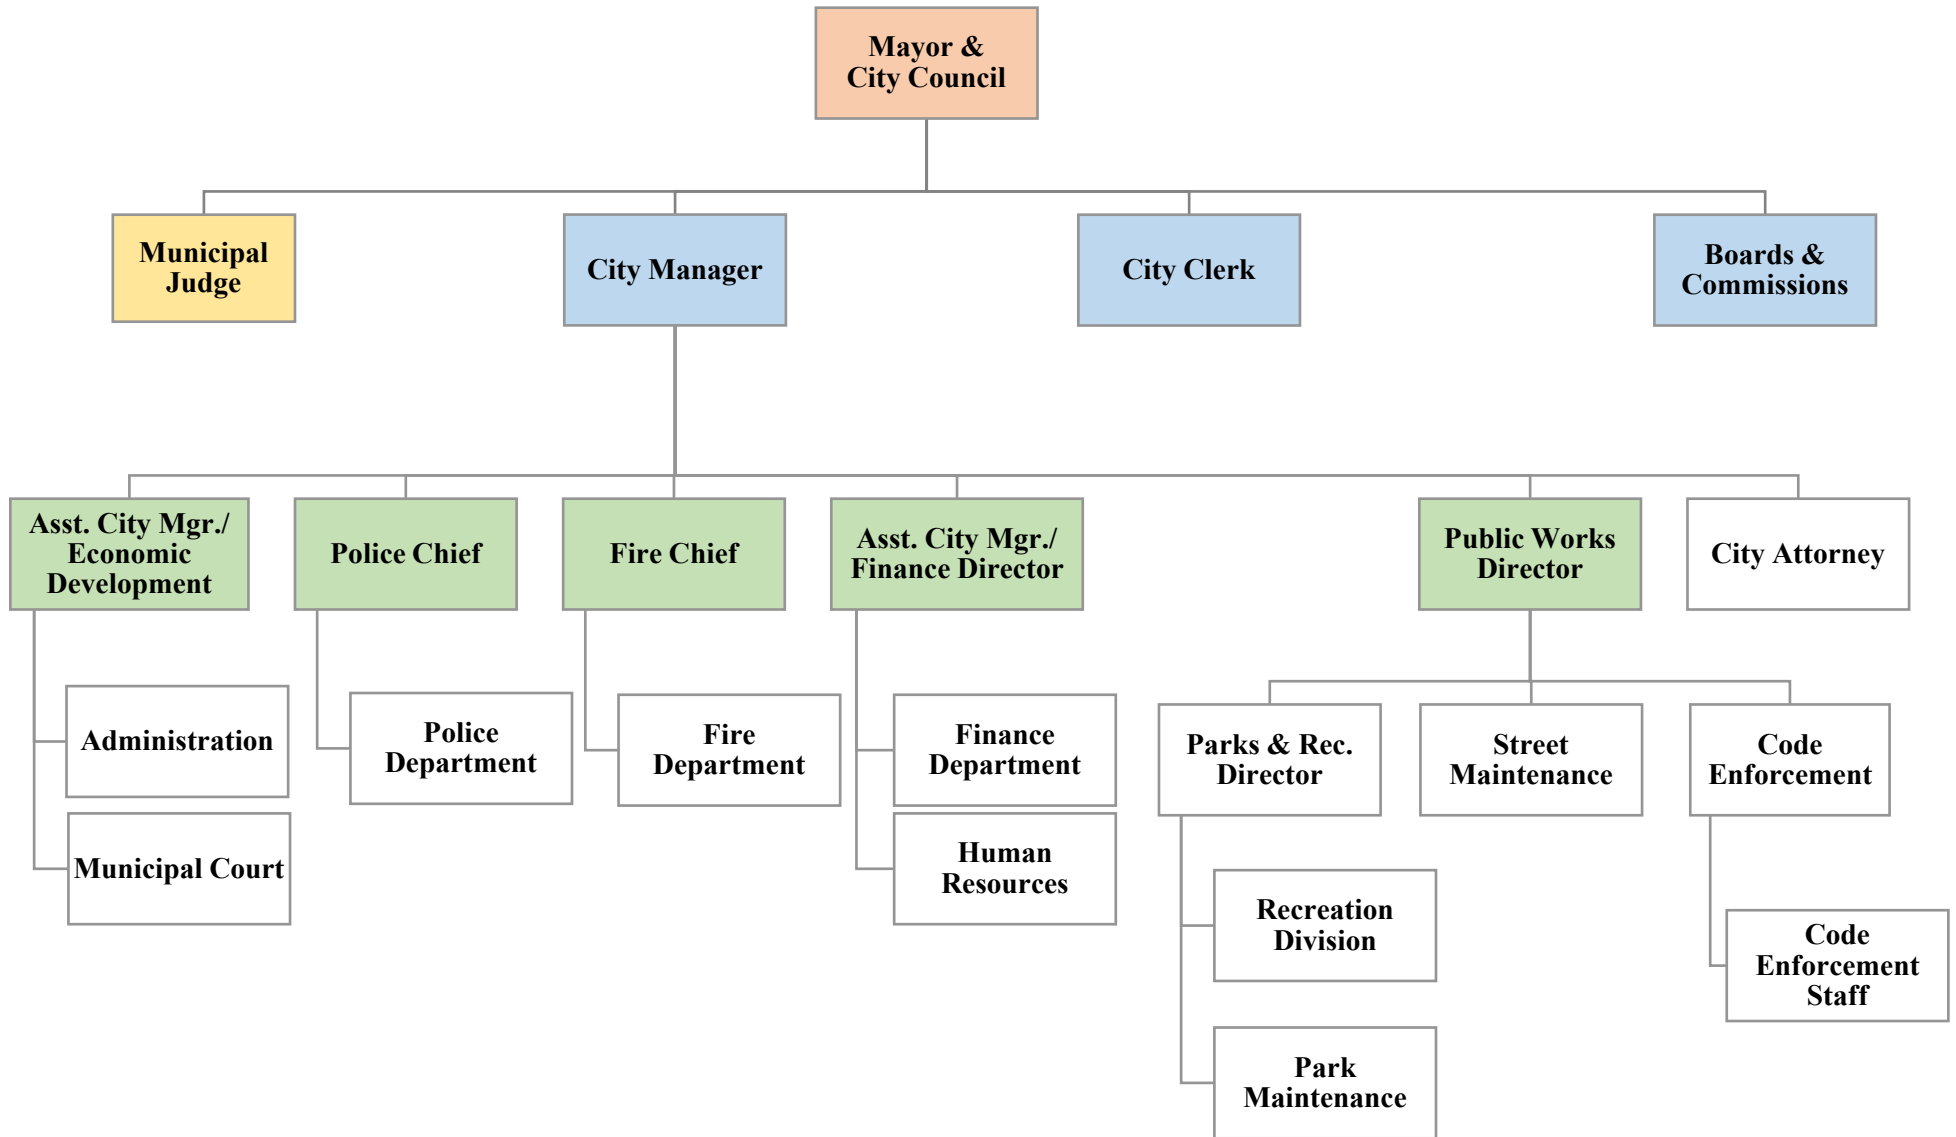 Mayor &
City Council
Municipal
Judge
City Manager
City Clerk
Boards &
Commissions
Asst. City Mgr./
Economic
Development
Police Chief
Fire Chief
Asst. City Mgr./
Finance Director
Public Works
Director
City Attorney
Administration
Police
Department
Fire
Department
Finance
Department
Parks & Rec.
Director
Street
Maintenance
Code
Enforcement
Municipal Court
Human
Resources
Recreation
Division
Code
Enforcement
Staff
Park
Maintenance